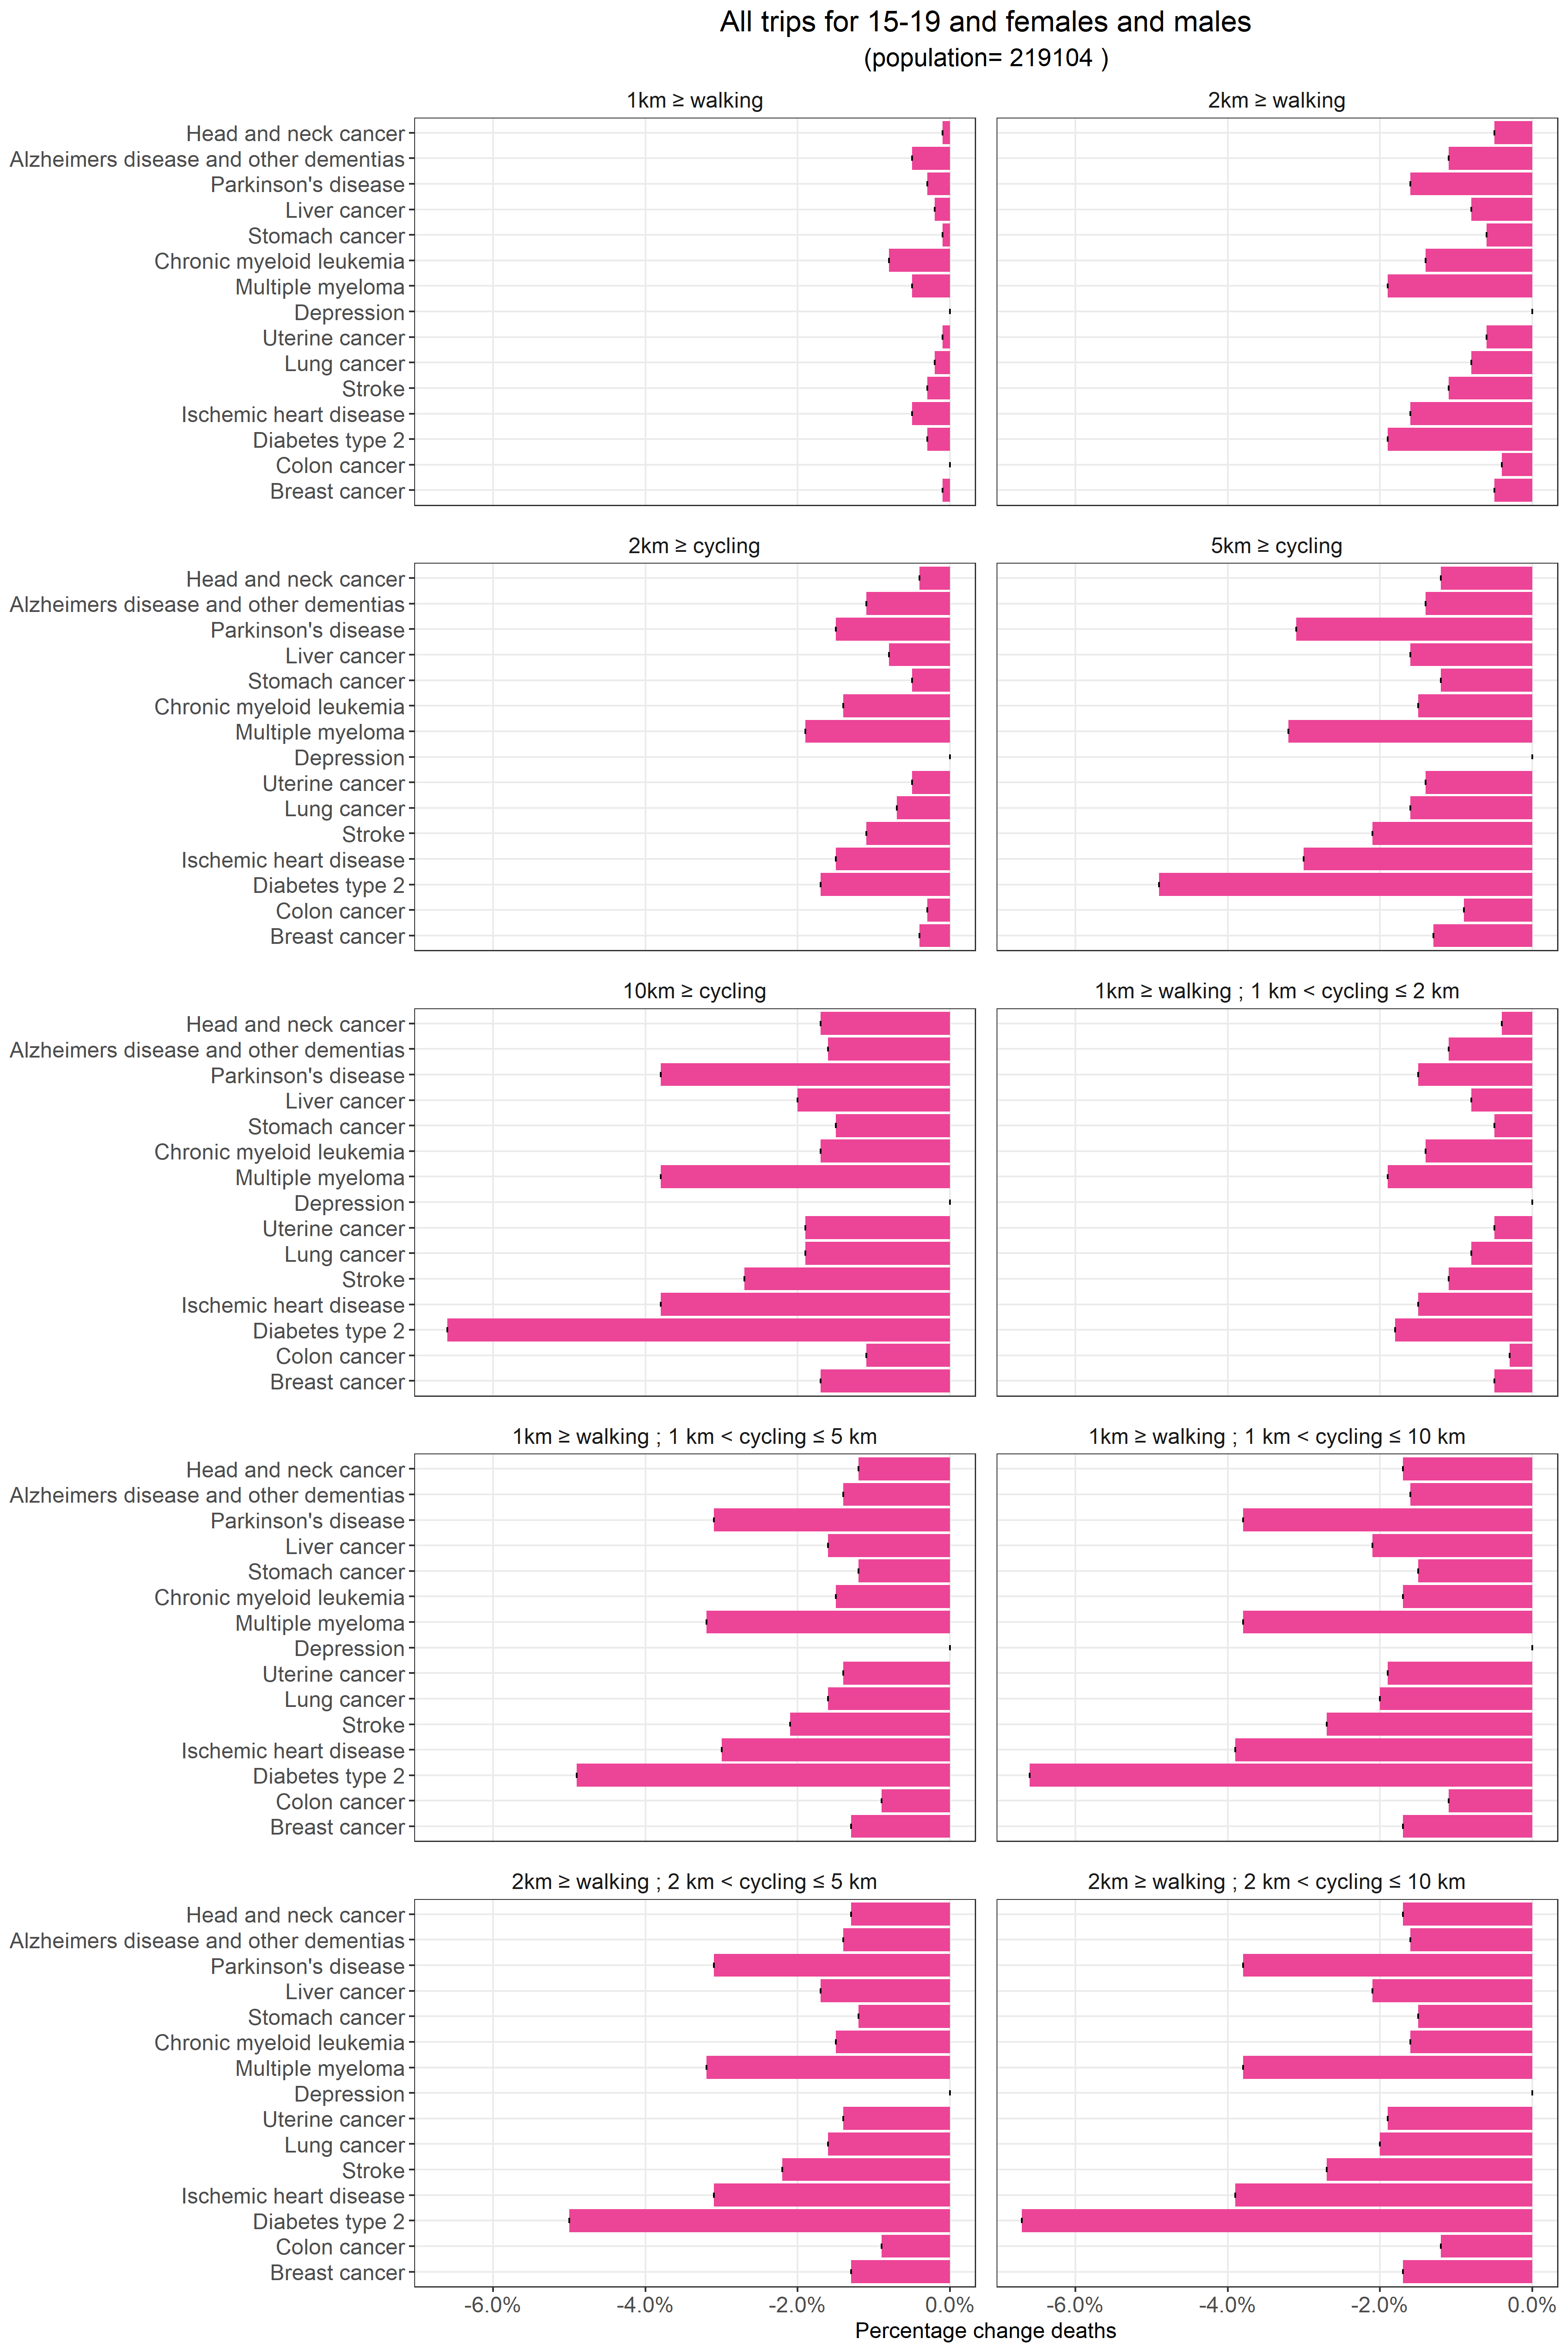 All trips for 15-19 and females and males
(population= 219104 )
1km ≥ walking
2km ≥ walking
Head and neck cancer
Alzheimers disease and other dementias
Parkinson's disease
Liver cancer
Stomach cancer
Chronic myeloid leukemia
Multiple myeloma
Depression
Uterine cancer
Lung cancer
Stroke
Ischemic heart disease
Diabetes type 2
Colon cancer
Breast cancer
2km ≥ cycling
5km ≥ cycling
Head and neck cancer
Alzheimers disease and other dementias
Parkinson's disease
Liver cancer
Stomach cancer
Chronic myeloid leukemia
Multiple myeloma
Depression
Uterine cancer
Lung cancer
Stroke
Ischemic heart disease
Diabetes type 2
Colon cancer
Breast cancer
10km ≥ cycling
1km ≥ walking ; 1 km < cycling ≤ 2 km
Head and neck cancer
Alzheimers disease and other dementias
Parkinson's disease
Liver cancer
Stomach cancer
Chronic myeloid leukemia
Multiple myeloma
Depression
Uterine cancer
Lung cancer
Stroke
Ischemic heart disease
Diabetes type 2
Colon cancer
Breast cancer
1km ≥ walking ; 1 km < cycling ≤ 5 km
1km ≥ walking ; 1 km < cycling ≤ 10 km
Head and neck cancer
Alzheimers disease and other dementias
Parkinson's disease
Liver cancer
Stomach cancer
Chronic myeloid leukemia
Multiple myeloma
Depression
Uterine cancer
Lung cancer
Stroke
Ischemic heart disease
Diabetes type 2
Colon cancer
Breast cancer
2km ≥ walking ; 2 km < cycling ≤ 5 km
2km ≥ walking ; 2 km < cycling ≤ 10 km
Head and neck cancer
Alzheimers disease and other dementias
Parkinson's disease
Liver cancer
Stomach cancer
Chronic myeloid leukemia
Multiple myeloma
Depression
Uterine cancer
Lung cancer
Stroke
Ischemic heart disease
Diabetes type 2
Colon cancer
Breast cancer
-6.0% -4.0% -2.0% 0.0% -6.0% -4.0% -2.0% 0.0%
Percentage change deaths